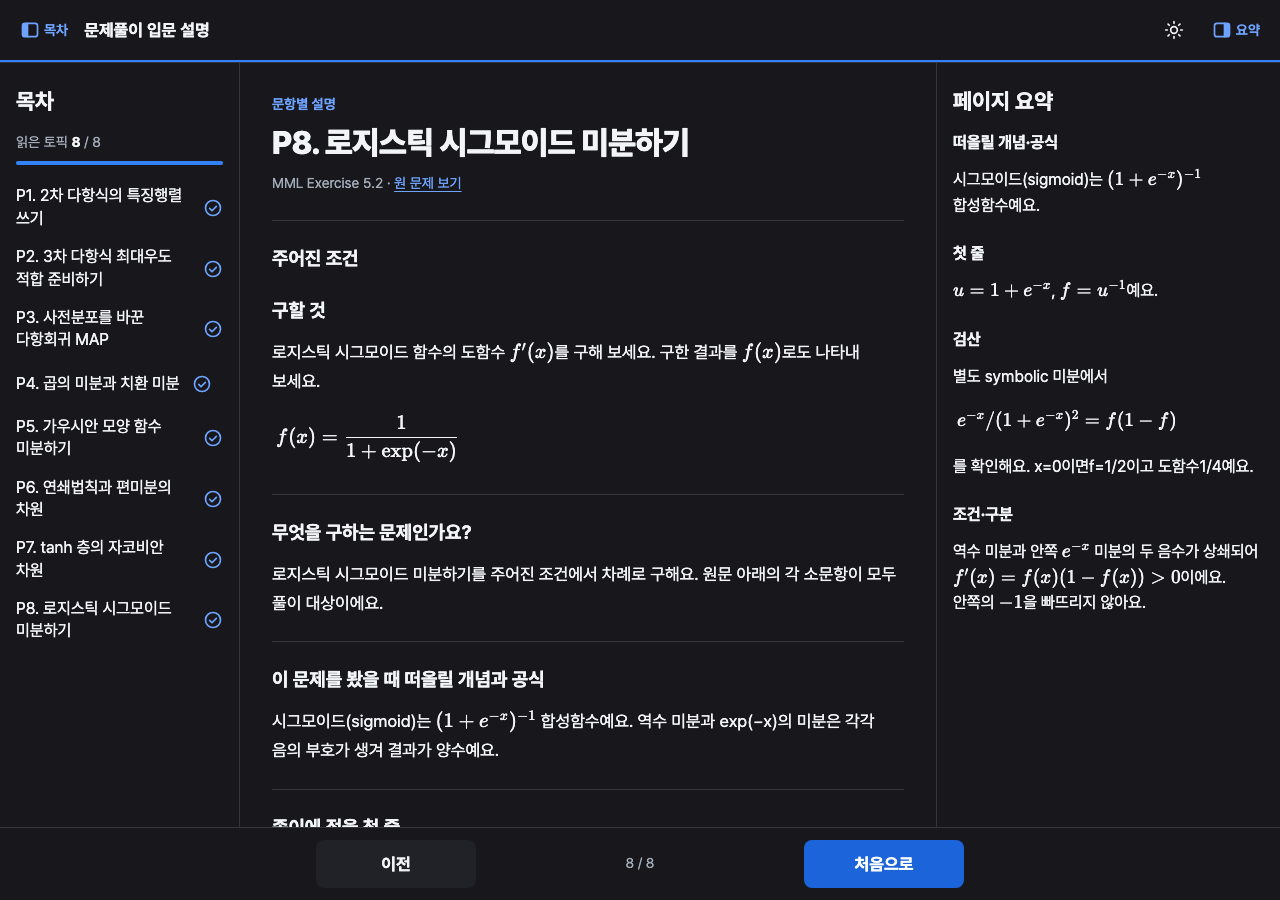 목차 문제풀이 입문 설명 요약
목차
읽은 토픽 8 / 8
P1. 2차 다항식의 특징행렬
쓰기
P2. 3차 다항식 최대우도
적합 준비하기
P3. 사전분포를 바꾼
다항회귀 MAP
P4. 곱의 미분과 치환 미분
P5. 가우시안 모양 함수
미분하기
P6. 연쇄법칙과 편미분의
차원
P7. tanh 층의 자코비안
차원
P8. 로지스틱 시그모이드
미분하기
문항별 설명
P8. 로지스틱 시그모이드 미분하기
MML Exercise 5.2 · 원 문제 보기
주어진 조건
구할 것
로지스틱 시그모이드 함수의 도함수 f′(x)를 구해 보세요. 구한 결과를 f(x)로도 나타내
보세요.
f(x) = 1 / (1 + exp(−x))
무엇을 구하는 문제인가요?
로지스틱 시그모이드 미분하기를 주어진 조건에서 차례로 구해요. 원문 아래의 각 소문항이 모두
풀이 대상이에요.
이 문제를 봤을 때 떠올릴 개념과 공식
시그모이드(sigmoid)는 (1 + e⁻ˣ)⁻¹ 합성함수예요. 역수 미분과 exp(−x)의 미분은 각각
음의 부호가 생겨 결과가 양수예요.
종이에 적을 첫 줄
페이지 요약
떠올릴 개념·공식
시그모이드(sigmoid)는 (1 + e⁻ˣ)⁻¹
합성함수예요.
첫 줄
u = 1 + e⁻ˣ, f = u⁻¹예요.
검산
별도 symbolic 미분에서
e⁻ˣ/(1 + e⁻ˣ)² = f(1 − f)
를 확인해요. x=0이면f=1/2이고 도함수1/4예요.
조건·구분
역수 미분과 안쪽 e⁻ˣ 미분의 두 음수가 상쇄되어
f′(x) = f(x)(1 − f(x)) > 0이에요.
안쪽의 −1을 빠뜨리지 않아요.
이전 8 / 8 처음으로